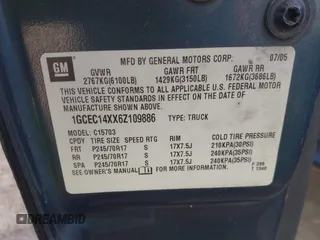 GM
MFD BY GENERAL MOTORS CORP: 07/05
GVWR GAWR FRT GAWR RR
2767KG(6100LB) 1429KG(3150LB) 1672KG(3686LB)
THIS VEHICLE CONFORMS TO ALL APPLICABLE U.S. FEDERAL MOTOR
VEHICLE SAFETY STANDARDS IN EFFECT ON THE DATE OF
MANUFACTURE SHOWN ABOVE.
1GCEC14XX6Z109886 TYPE: TRUCK
C15703
CPDY TIRE SIZE SPEED RTG RIM COLD TIRE PRESSURE
FRT P245/70R17 S 17X7.5J 210KPA(30PSI)
RR P245/70R17 S 17X7.5J 240KPA(35PSI)
SPA P245/70R17 S 17X7.5J 240KPA(35PSI)
SEE OWNER'S MANUAL
DREAMBID